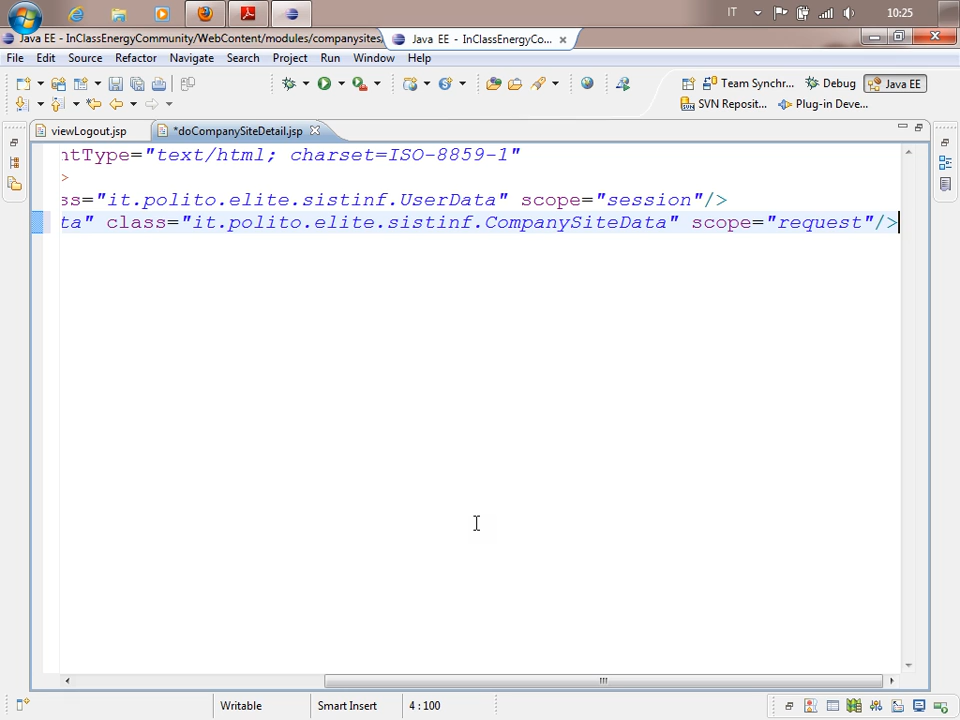 IT
10:25
Java EE - InClassEnergyCommunity/WebContent/modules/companysites,
Java EE - InClassEnergyCo...
File Edit Source Refactor Navigate Search Project Run Window Help
Team Synchr...
Debug
Java EE
SVN Reposit...
Plug-in Deve...
viewLogout.jsp
*doCompanySiteDetail.jsp
ntType="text/html; charset=ISO-8859-1"
>
ss="it.polito.elite.sistinf.UserData" scope="session"/>
ta" class="it.polito.elite.sistinf.CompanySiteData" scope="request"/>
Writable
Smart Insert
4 : 100